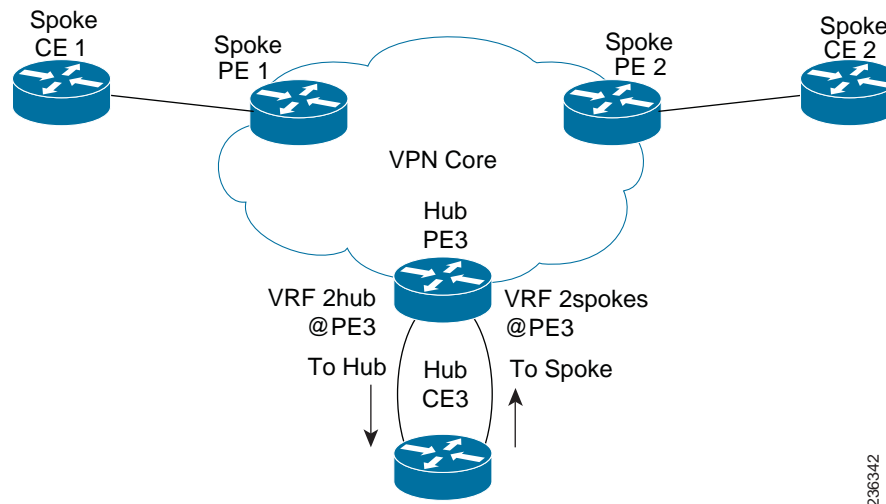 Spoke
CE 1
Spoke
PE 1
Spoke
PE 2
Spoke
CE 2
VPN Core
Hub
PE3
VRF 2hub
@PE3
VRF 2spokes
@PE3
To Hub
Hub
CE3
To Spoke
236342